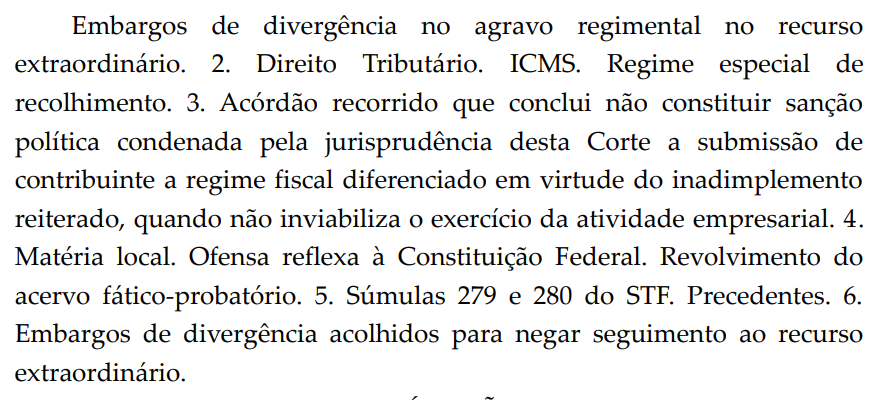 Embargos de divergência no agravo regimental no recurso
extraordinário. 2. Direito Tributário. ICMS. Regime especial de
recolhimento. 3. Acórdão recorrido que conclui não constituir sanção
política condenada pela jurisprudência desta Corte a submissão de
contribuinte a regime fiscal diferenciado em virtude do inadimplemento
reiterado, quando não inviabiliza o exercício da atividade empresarial. 4.
Matéria local. Ofensa reflexa à Constituição Federal. Revolvimento do
acervo fático-probatório. 5. Súmulas 279 e 280 do STF. Precedentes. 6.
Embargos de divergência acolhidos para negar seguimento ao recurso
extraordinário.